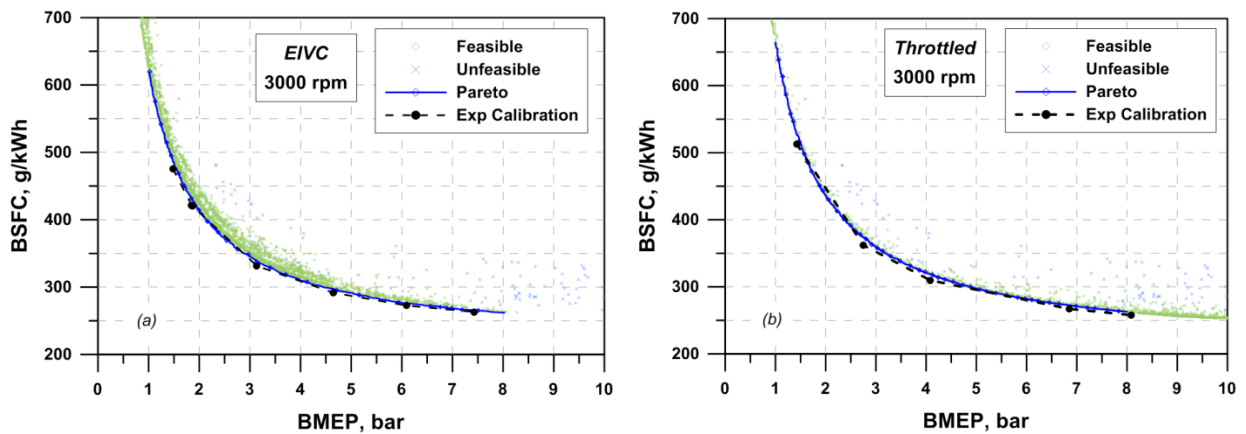 700
600
500
400
300
200
BSFC, g/kWh
EIVC
3000 rpm
Feasible
Unfeasible
Pareto
Exp Calibration
(a)
0 1 2 3 4 5 6 7 8 9 10
BMEP, bar
700
600
500
400
300
200
BSFC, g/kWh
Throttled
3000 rpm
Feasible
Unfeasible
Pareto
Exp Calibration
(b)
0 1 2 3 4 5 6 7 8 9 10
BMEP, bar